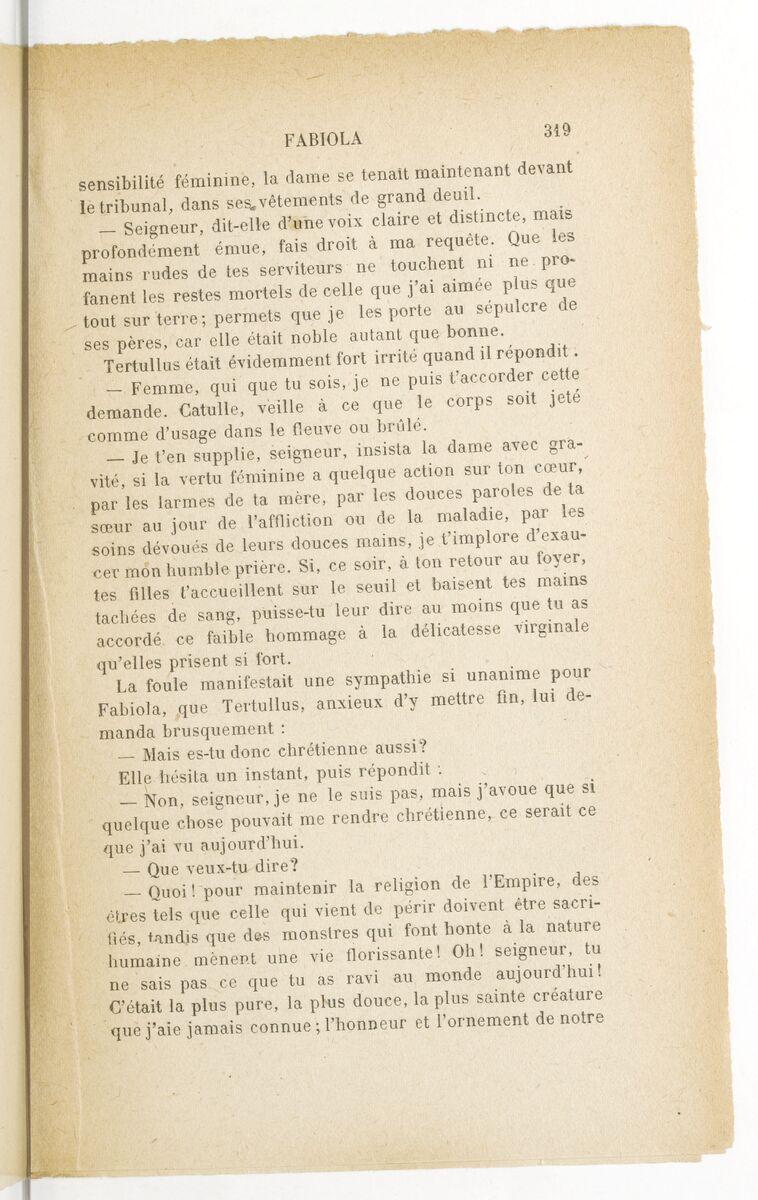 FABIOLA 319
sensibilité féminine, la dame se tenait maintenant devant
le tribunal, dans ses vêtements de grand deuil.
— Seigneur, dit-elle d'une voix claire et distincte, mais
profondément émue, fais droit à ma requête. Que les
mains rudes de tes serviteurs ne touchent ni ne pro-
fanent les restes mortels de celle que j'ai aimée plus que
tout sur terre ; permets que je les porte au sépulcre de
ses pères, car elle était noble autant que bonne.
Tertullus était évidemment fort irrité quand il répondit.
— Femme, qui que tu sois, je ne puis t'accorder cette
demande. Catulle, veille à ce que le corps soit jeté
comme d'usage dans le fleuve ou brûlé.
— Je t'en supplie, seigneur, insista la dame avec gra-
vité, si la vertu féminine a quelque action sur ton cœur,
par les larmes de ta mère, par les douces paroles de ta
sœur au jour de l'affliction ou de la maladie, par les
soins dévoués de leurs douces mains, je t'implore d'exau-
cer mon humble prière. Si, ce soir, à ton retour au foyer,
tes filles t'accueillent sur le seuil et baisent tes mains
tachées de sang, puisse-tu leur dire au moins que tu as
accordé ce faible hommage à la délicatesse virginale
qu'elles prisent si fort.
La foule manifestait une sympathie si unanime pour
Fabiola, que Tertullus, anxieux d'y mettre fin, lui de-
manda brusquement :
— Mais es-tu donc chrétienne aussi?
Elle hésita un instant, puis répondit :
— Non, seigneur, je ne le suis pas, mais j'avoue que si
quelque chose pouvait me rendre chrétienne, ce serait ce
que j'ai vu aujourd'hui.
— Que veux-tu dire?
— Quoi ! pour maintenir la religion de l'Empire, des
êtres tels que celle qui vient de périr doivent être sacri-
fiés, tandis que des monstres qui font honte à la nature
humaine mènent une vie florissante! Oh! seigneur, tu
ne sais pas ce que tu as ravi au monde aujourd'hui!
C'était la plus pure, la plus douce, la plus sainte créature
que j'aie jamais connue ; l'honneur et l'ornement de notre